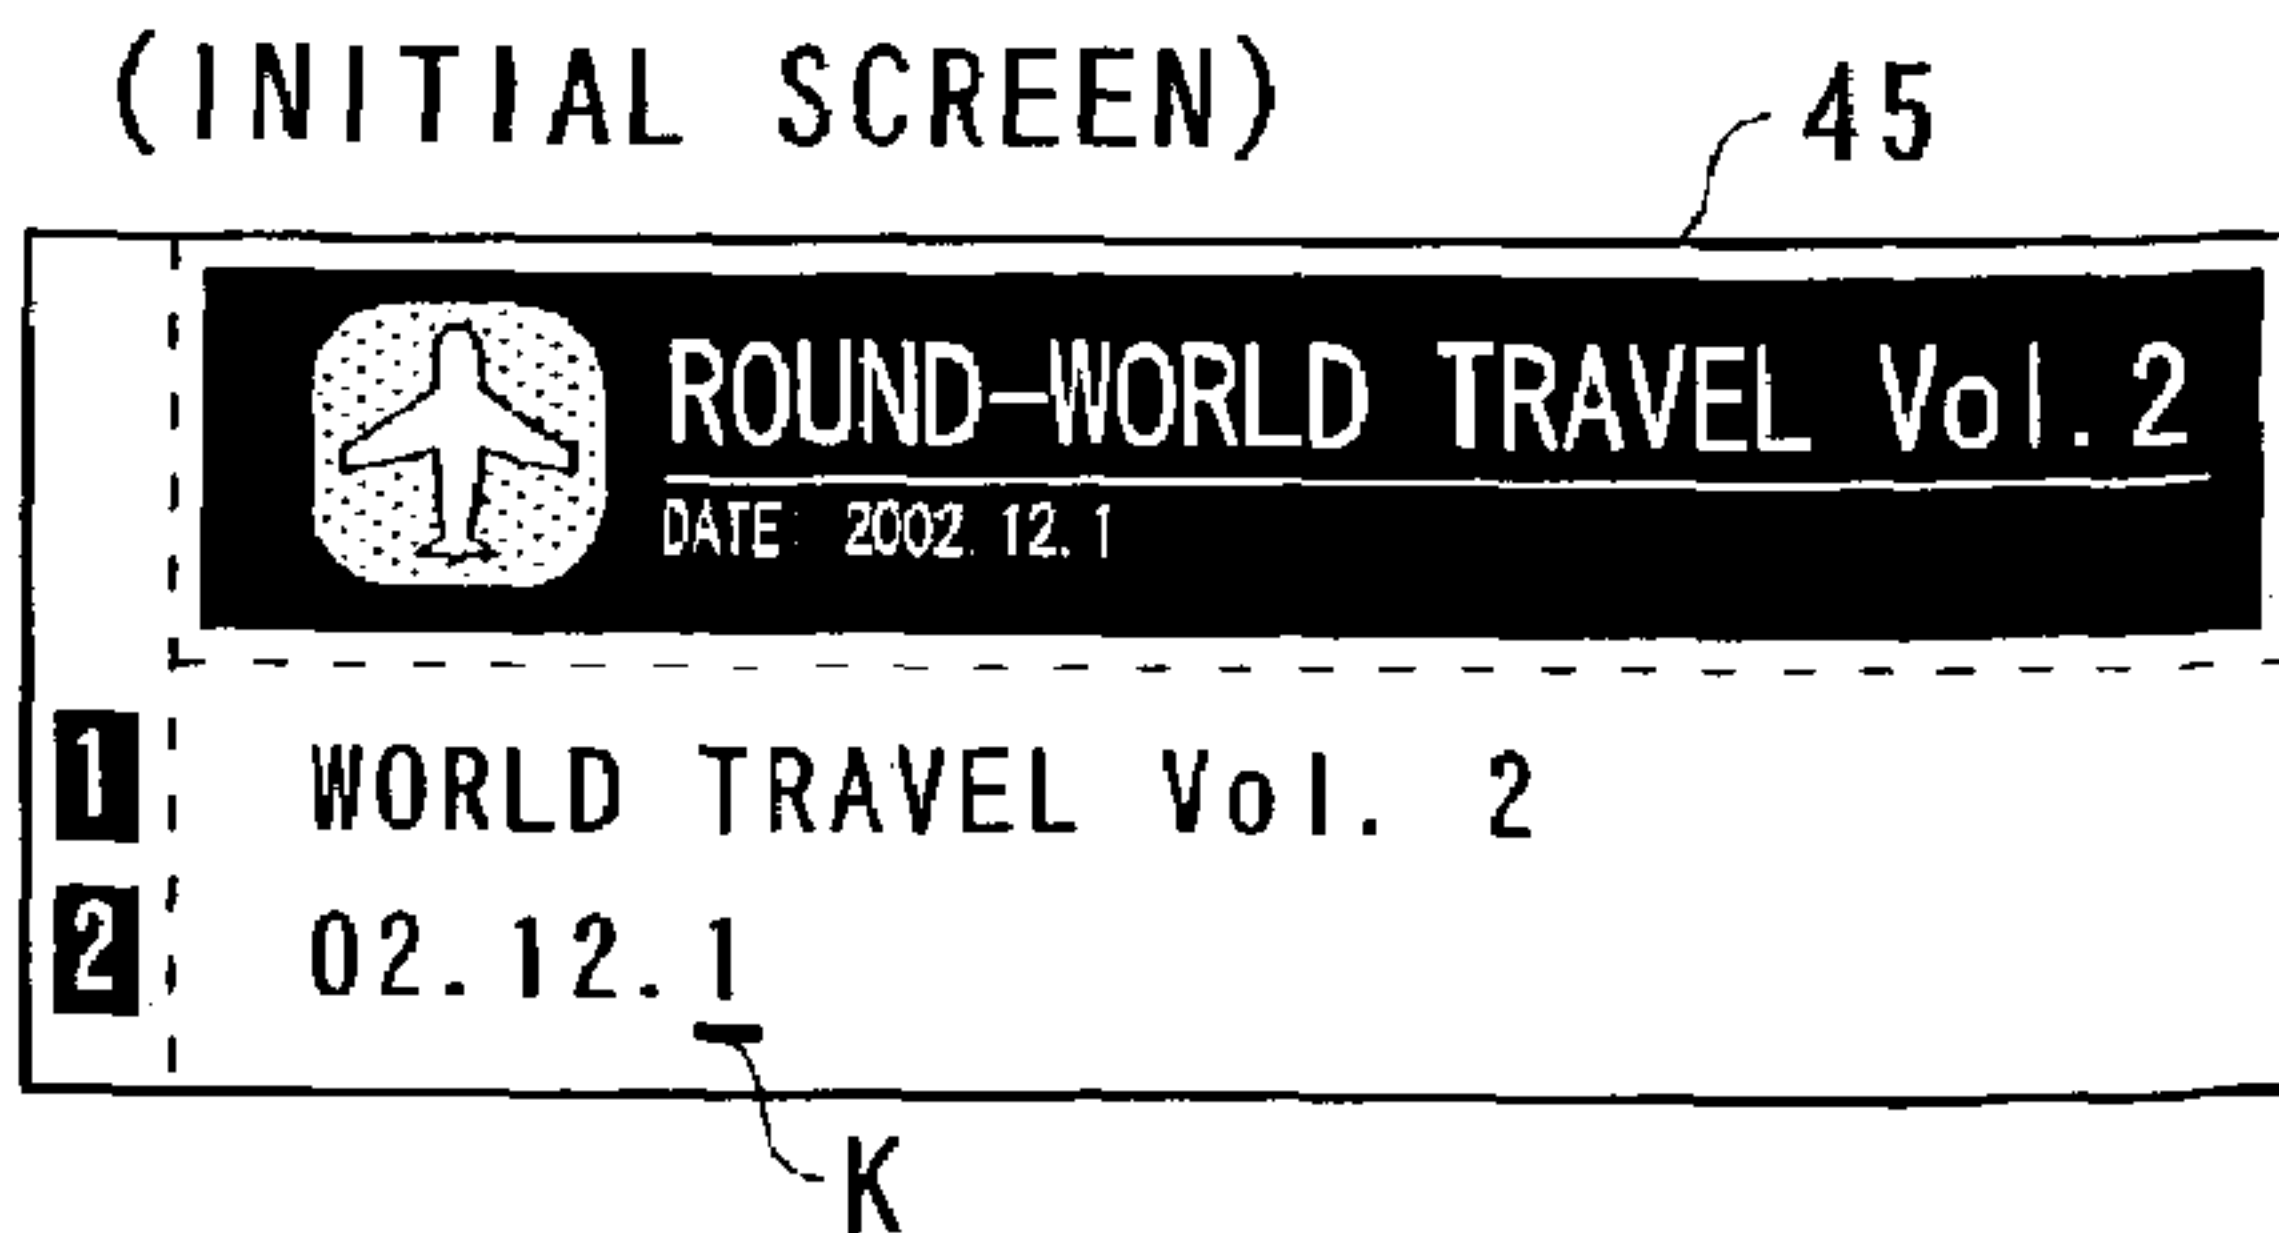 (INITIAL SCREEN)
45
ROUND-WORLD TRAVEL Vol.2
DATE: 2002.12.1
1 WORLD TRAVEL Vol. 2
2 02.12.1
K